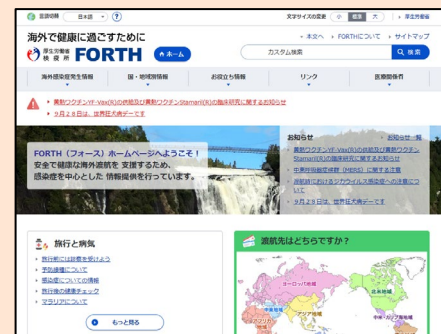 言語切替 日本語 ?
文字サイズの変更 小 標準 大 厚生労働省
海外で健康に過ごすために
本文へ FORTHについて サイトマップ
厚生労働省 検疫所 FORTH ホーム
カスタム検索 検索
海外感染症発生情報 国・地域別情報 お役立ち情報 リンク 医療関係者
黄熱ワクチンYF-Vax(R)の供給及び黄熱ワクチンStamaril(R)の臨床研究に関するお知らせ
9月28日は、世界狂犬病デーです
FORTH(フォース)ホームページへようこそ!
安全で健康な海外渡航を 支援するため、
感染症を中心とした 情報提供を行っています。
お知らせ お知らせ一覧
黄熱ワクチンYF-Vax(R)の供給及び黄熱ワクチン
Stamaril(R)の臨床研究に関するお知らせ
中東呼吸器症候群(MERS)に関する注意
9月28日は、世界狂犬病デーです
旅行と病気
旅行前には診察を受けよう
予防接種について
感染症についての情報
旅行後の健康チェック
マラリアについて
もっと見る
渡航先はどちらですか?
ヨーロッパ地域
北米地域
中東地域
アジア地域
アフリカ
地域
中米・カリブ海地域